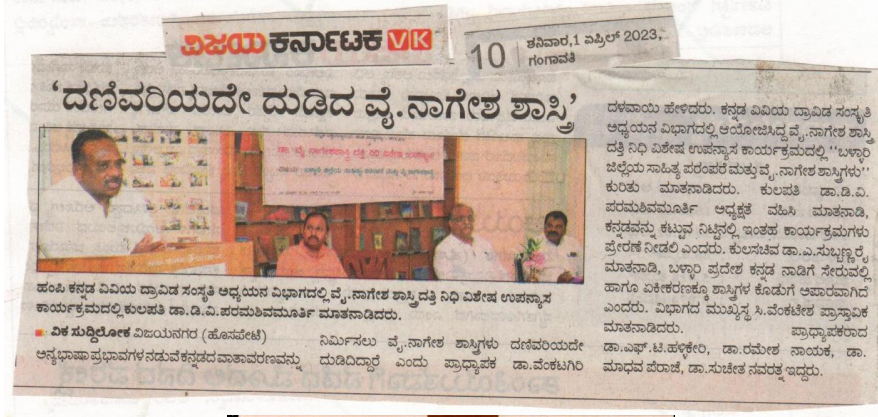 ವಿಜಯ ಕರ್ನಾಟಕ VK
10
ಶನಿವಾರ,1 ಏಪ್ರಿಲ್ 2023,
ಗಂಗಾವತಿ
'ದಣಿವರಿಯದೇ ದುಡಿದ ವೈ.ನಾಗೇಶ ಶಾಸ್ತ್ರಿ'
ಡಾ. ವೈ. ನಾಗೇಶಶಾಸ್ತ್ರಿ ದತ್ತಿ ನಿಧಿ ವಿಶೇಷ ಉಪನ್ಯಾಸ
ಹಂಪಿ ಕನ್ನಡ ವಿವಿಯ ದ್ರಾವಿಡ ಸಂಸ್ಕೃತಿ ಅಧ್ಯಯನ ವಿಭಾಗದಲ್ಲಿ ವೈ.ನಾಗೇಶ ಶಾಸ್ತ್ರಿ ದತ್ತಿ ನಿಧಿ ವಿಶೇಷ ಉಪನ್ಯಾಸ
ಕಾರ್ಯಕ್ರಮದಲ್ಲಿ ಕುಲಪತಿ ಡಾ.ಡಿ.ವಿ.ಪರಮಶಿವಮೂರ್ತಿ ಮಾತನಾಡಿದರು.
ವಿಕ ಸುದ್ದಿಲೋಕ ವಿಜಯನಗರ (ಹೊಸಪೇಟೆ)
ಅನ್ಯಭಾಷಾ ಪ್ರಭಾವಗಳ ನಡುವೆ ಕನ್ನಡದ ವಾತಾವರಣವನ್ನು
ನಿರ್ಮಿಸಲು ವೈ.ನಾಗೇಶ ಶಾಸ್ತ್ರಿಗಳು ದಣಿವರಿಯದೇ
ದುಡಿದಿದ್ದಾರೆ ಎಂದು ಪ್ರಾಧ್ಯಾಪಕ ಡಾ.ವೆಂಕಟಗಿರಿ
ದಳವಾಯಿ ಹೇಳಿದರು. ಕನ್ನಡ ವಿವಿಯ ದ್ರಾವಿಡ ಸಂಸ್ಕೃತಿ
ಅಧ್ಯಯನ ವಿಭಾಗದಲ್ಲಿ ಆಯೋಜಿಸಿದ್ದ ವೈ.ನಾಗೇಶ ಶಾಸ್ತ್ರಿ
ದತ್ತಿ ನಿಧಿ ವಿಶೇಷ ಉಪನ್ಯಾಸ ಕಾರ್ಯಕ್ರಮದಲ್ಲಿ "ಬಳ್ಳಾರಿ
ಜಿಲ್ಲೆಯ ಸಾಹಿತ್ಯ ಪರಂಪರೆ ಮತ್ತು ವೈ.ನಾಗೇಶ ಶಾಸ್ತ್ರಿಗಳು"
ಕುರಿತು ಮಾತನಾಡಿದರು. ಕುಲಪತಿ ಡಾ.ಡಿ.ವಿ.
ಪರಮಶಿವಮೂರ್ತಿ ಅಧ್ಯಕ್ಷತೆ ವಹಿಸಿ ಮಾತನಾಡಿ,
ಕನ್ನಡವನ್ನು ಕಟ್ಟುವ ನಿಟ್ಟಿನಲ್ಲಿ ಇಂತಹ ಕಾರ್ಯಕ್ರಮಗಳು
ಪ್ರೇರಣೆ ನೀಡಲಿ ಎಂದರು. ಕುಲಸಚಿವ ಡಾ.ಎ.ಸುಬ್ಬಣ್ಣ ರೈ
ಮಾತನಾಡಿ, ಬಳ್ಳಾರಿ ಪ್ರದೇಶ ಕನ್ನಡ ನಾಡಿಗೆ ಸೇರುವಲ್ಲಿ
ಹಾಗೂ ಏಕೀಕರಣಕ್ಕೂ ಶಾಸ್ತ್ರಿಗಳ ಕೊಡುಗೆ ಅಪಾರವಾಗಿದೆ
ಎಂದರು. ವಿಭಾಗದ ಮುಖ್ಯಸ್ಥ ಸಿ.ವೆಂಕಟೇಶ ಪ್ರಾಸ್ತಾವಿಕ
ಮಾತನಾಡಿದರು. ಪ್ರಾಧ್ಯಾಪಕರಾದ
ಡಾ.ಎಫ್.ಟಿ.ಹಳ್ಳಿಕೇರಿ, ಡಾ.ರಮೇಶ ನಾಯಕ, ಡಾ.
ಮಾಧವ ಪೆರಾಜೆ, ಡಾ.ಸುಚೇತ ನವರತ್ನ ಇದ್ದರು.